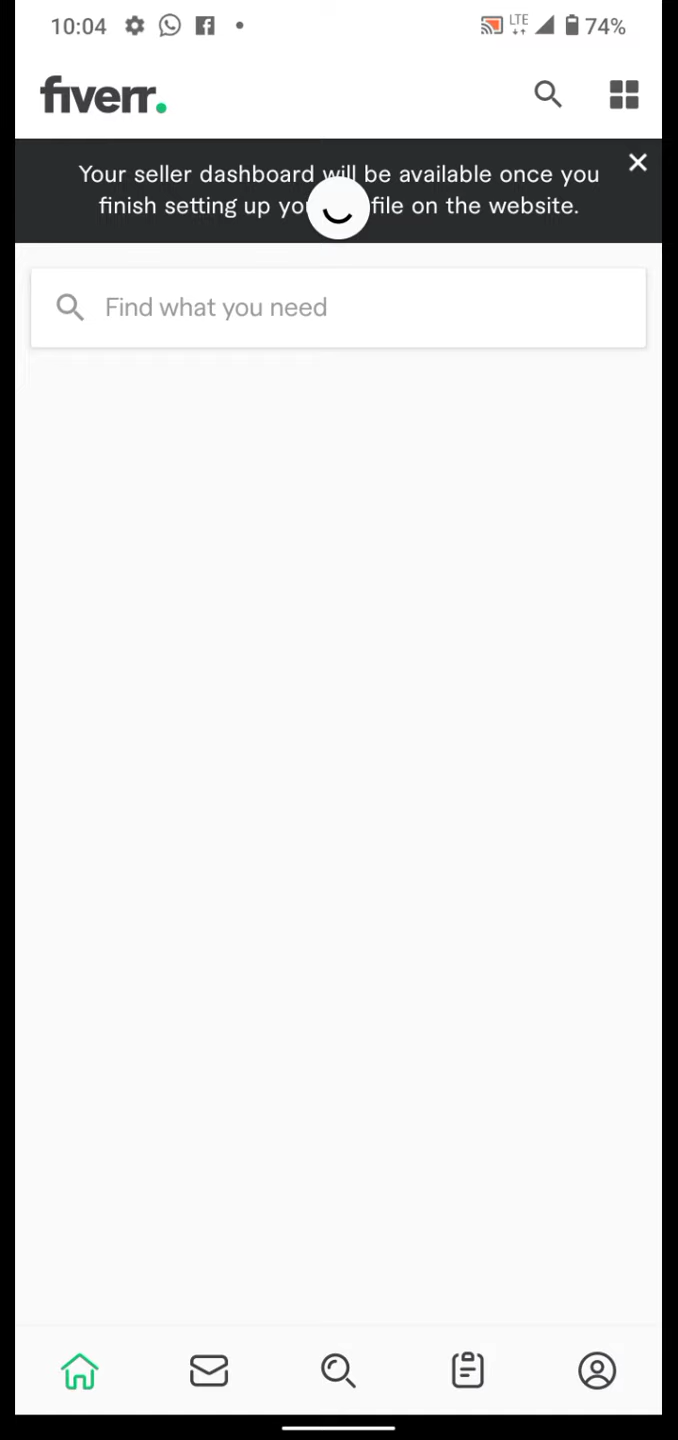 10:04 LTE 74%
fiverr.
Your seller dashboard will be available once you
finish setting up file on the website.
Find what you need